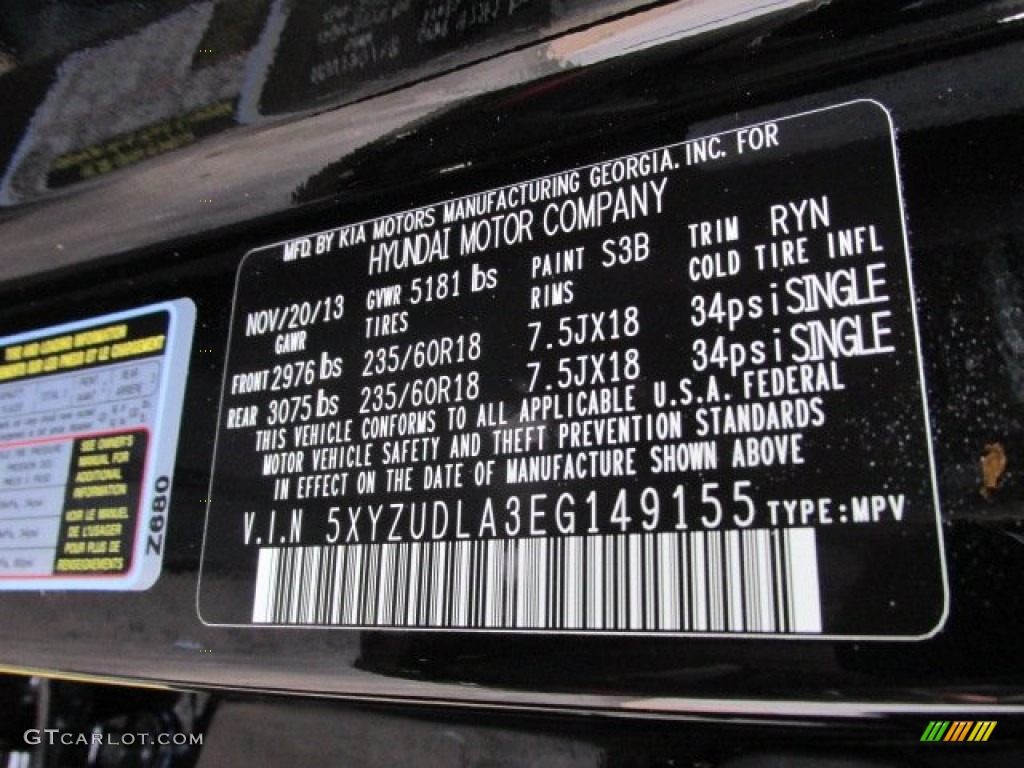 MFD BY KIA MOTORS MANUFACTURING GEORGIA. INC. FOR
HYUNDAI MOTOR COMPANY
NOV/20/13 GVWR 5181 lbs PAINT S3B TRIM RYN
GAWR TIRES RIMS COLD TIRE INFL
FRONT 2976 lbs 235/60R18 7.5JX18 34psi SINGLE
REAR 3075 lbs 235/60R18 7.5JX18 34psi SINGLE
THIS VEHICLE CONFORMS TO ALL APPLICABLE U.S.A. FEDERAL
MOTOR VEHICLE SAFETY AND THEFT PREVENTION STANDARDS
IN EFFECT ON THE DATE OF MANUFACTURE SHOWN ABOVE
V.I.N 5XYZUDLA3EG149155 TYPE:MPV
SEE OWNER'S
MANUAL FOR
ADDITIONAL
INFORMATION
VOIR LE MANUEL
DE L'USAGER
POUR PLUS DE
RENSEIGNEMENTS
Z680
GTCARLOT.COM